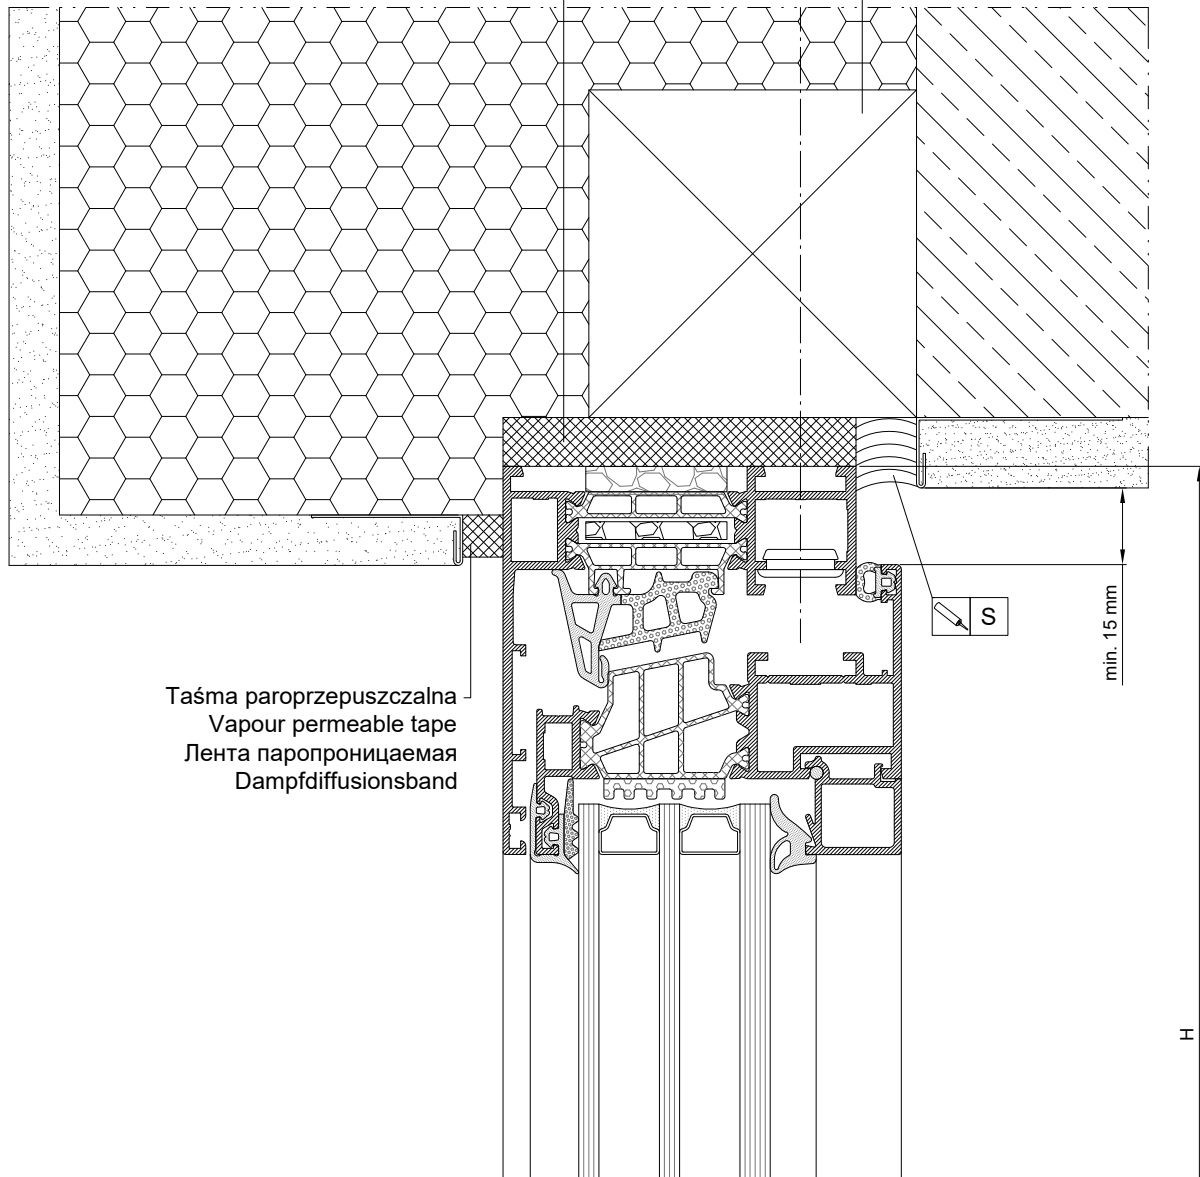 S
min. 15 mm
Taśma paroprzepuszczalna
Vapour permeable tape
Лента паропроницаемая
Dampfdiffusionsband
H